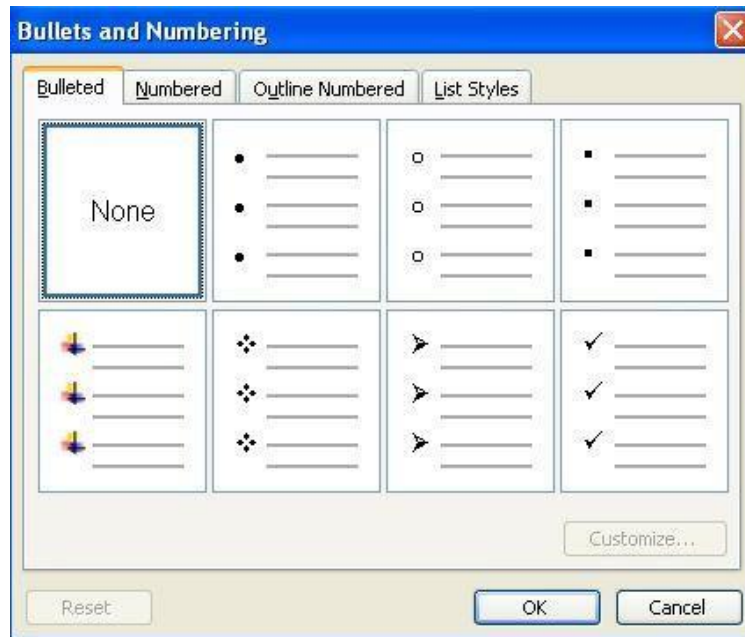 Bullets and Numbering
Bulleted Numbered Outline Numbered List Styles
None
Customize...
Reset OK Cancel